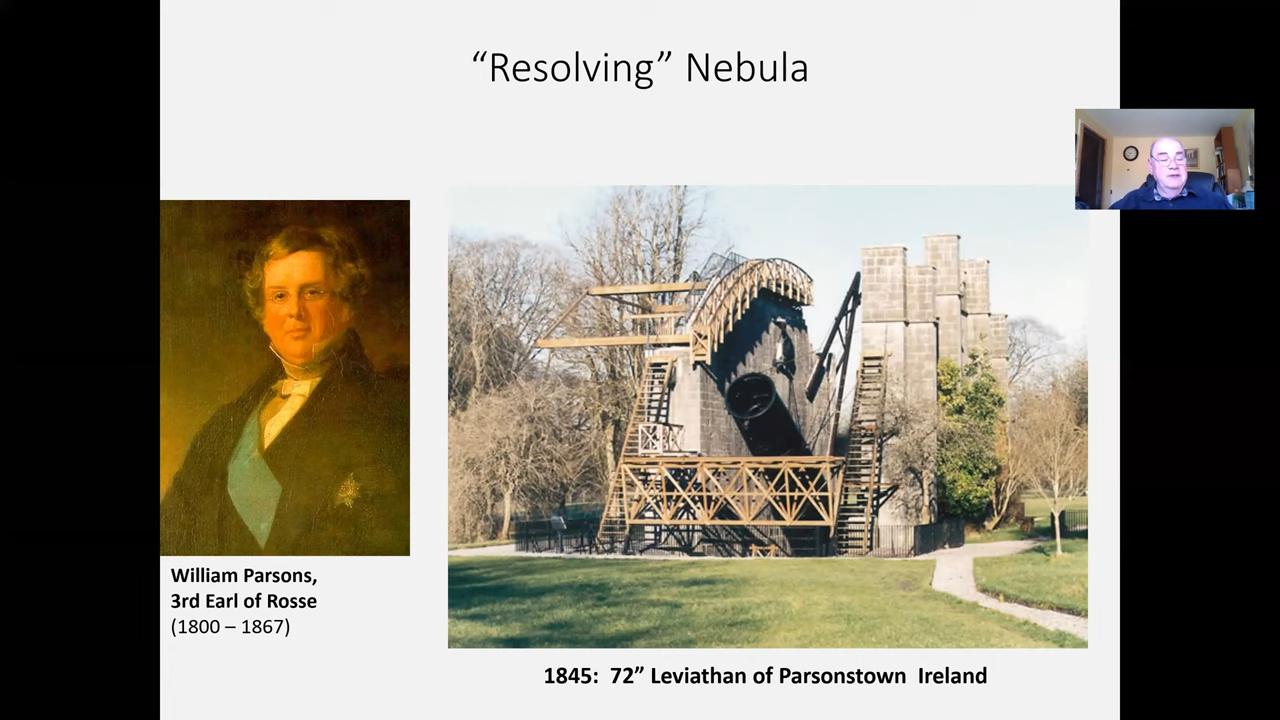 “Resolving” Nebula
William Parsons,
3rd Earl of Rosse
(1800 – 1867)
1845:  72” Leviathan of Parsonstown  Ireland